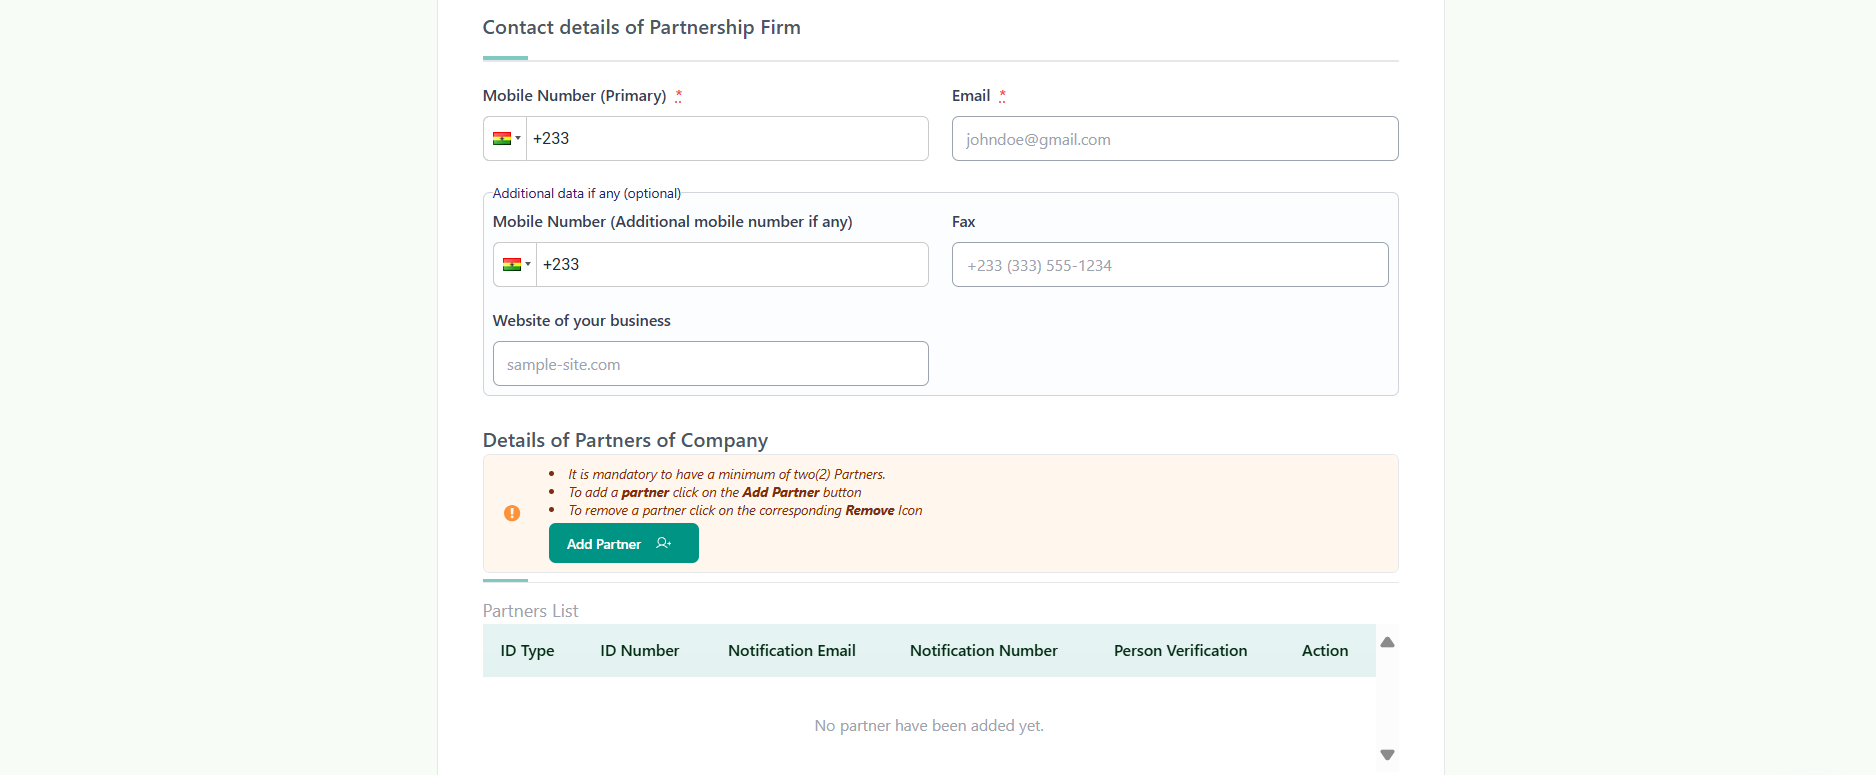 Contact details of Partnership Firm
Mobile Number (Primary) *
Email *
+233
johndoe@gmail.com
Additional data if any (optional)
Mobile Number (Additional mobile number if any)
Fax
+233
+233 (333) 555-1234
Website of your business
sample-site.com
Details of Partners of Company
• It is mandatory to have a minimum of two(2) Partners.
• To add a partner click on the Add Partner button
• To remove a partner click on the corresponding Remove Icon
Add Partner
Partners List
ID Type ID Number Notification Email Notification Number Person Verification Action
No partner have been added yet.